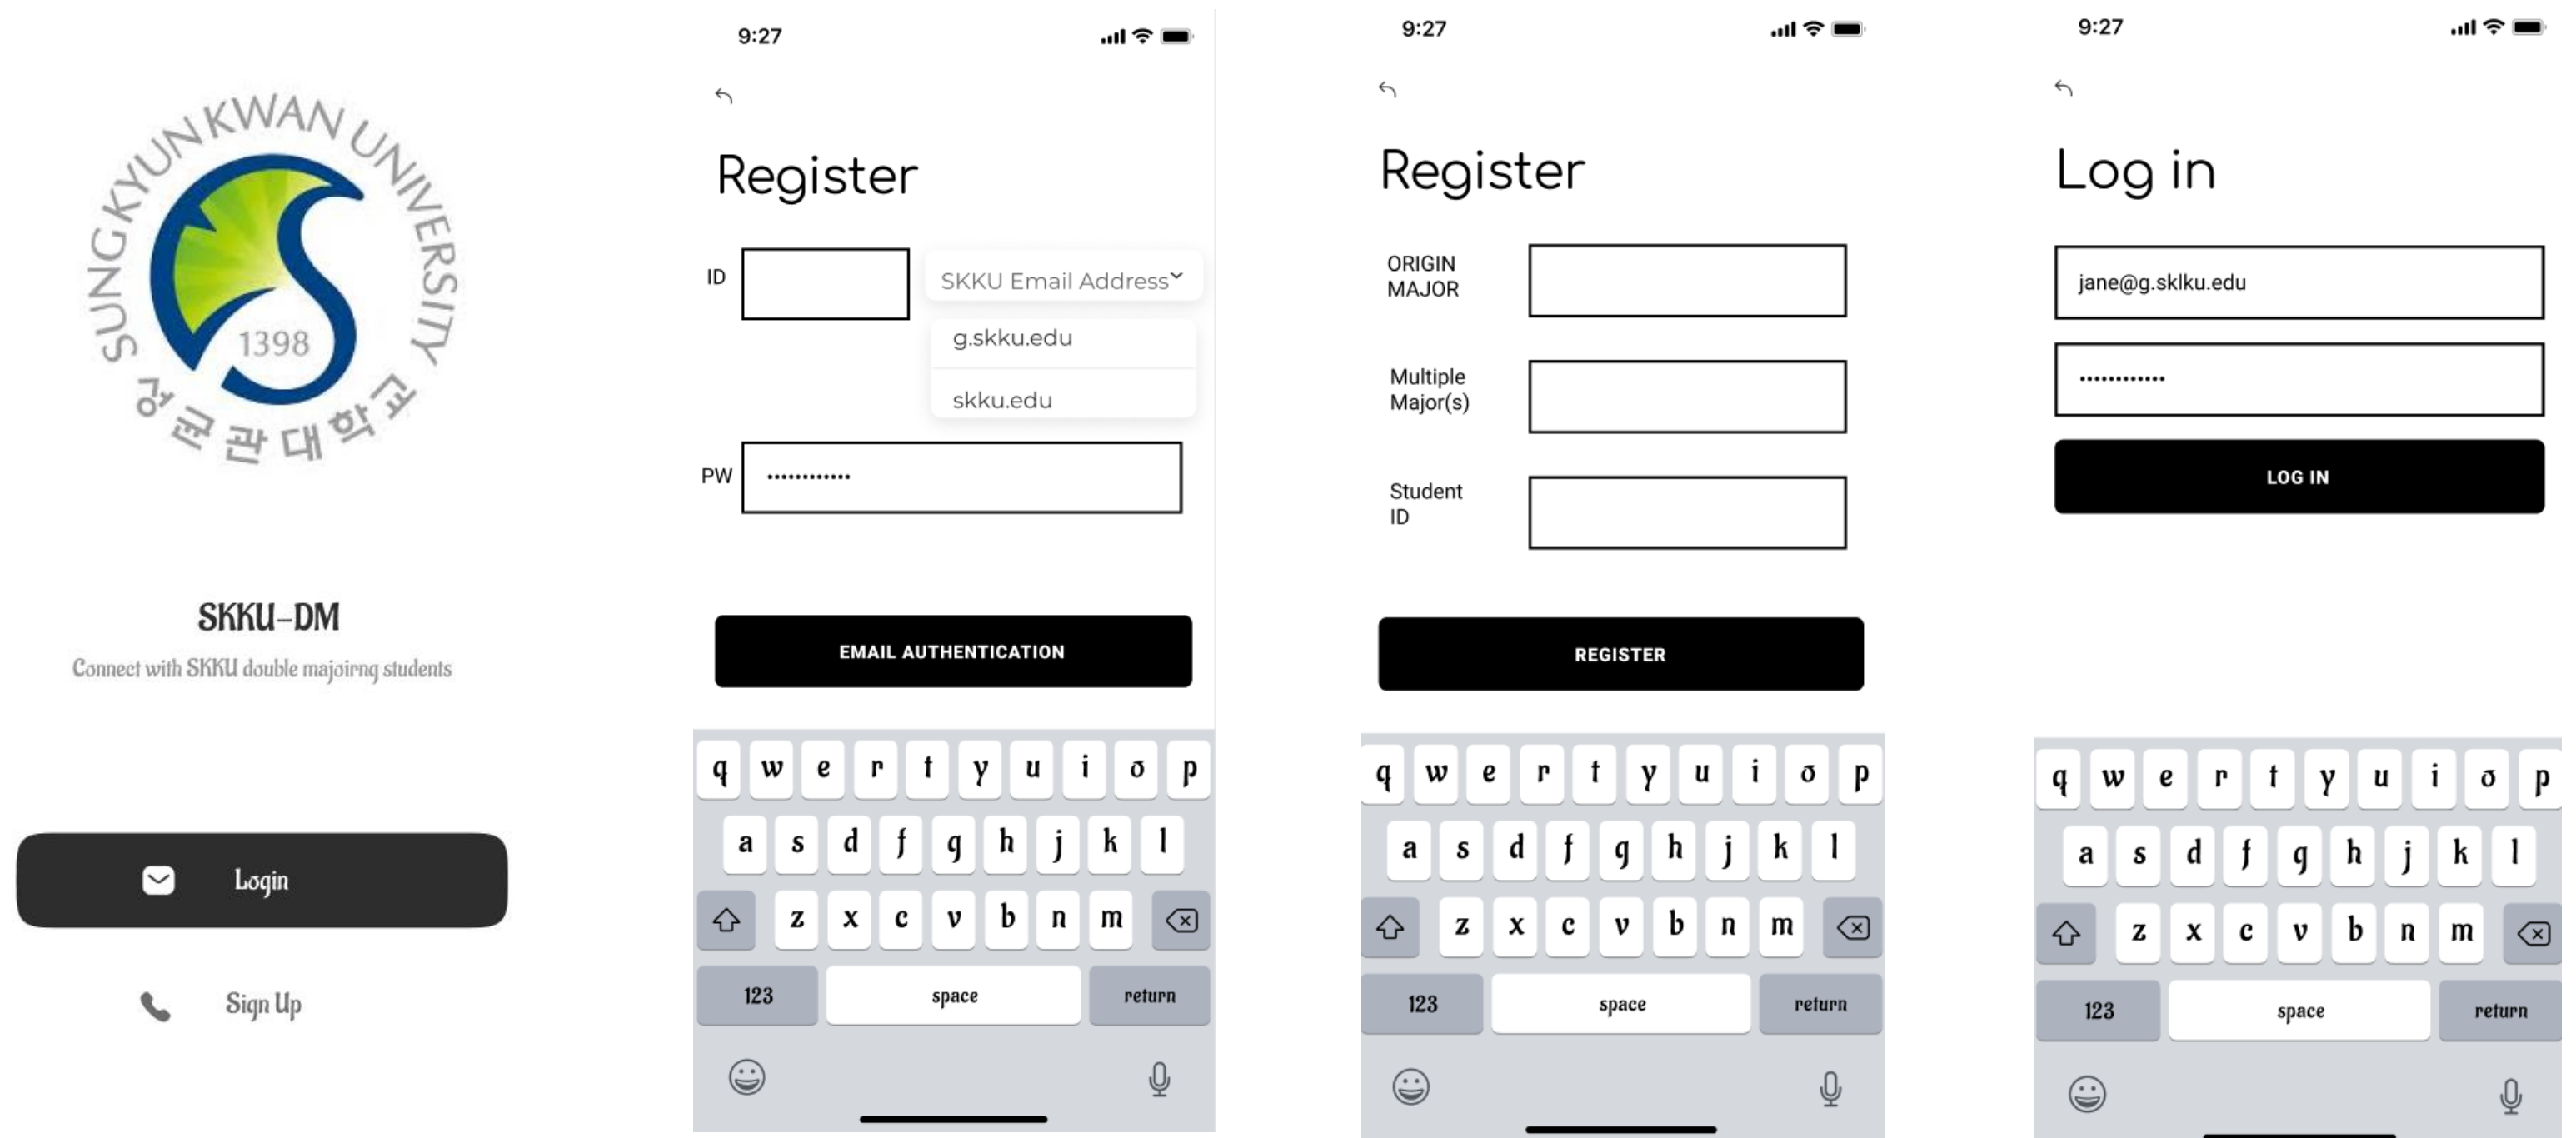 SUNGKYUNKWAN UNIVERSITY
1398
성균관대학교
SKKU-DM
Connect with SKKU double majoirng students
Login
Sign Up
9:27
Register
ID
SKKU Email Address
g.skku.edu
skku.edu
PW
••••••••••••
EMAIL AUTHENTICATION
q w e r t y u i o p
a s d f g h j k l
z x c v b n m
123 space return
9:27
Register
ORIGIN
MAJOR
Multiple
Major(s)
Student
ID
REGISTER
q w e r t y u i o p
a s d f g h j k l
z x c v b n m
123 space return
9:27
Log in
jane@g.sklku.edu
••••••••••••
LOG IN
q w e r t y u i o p
a s d f g h j k l
z x c v b n m
123 space return